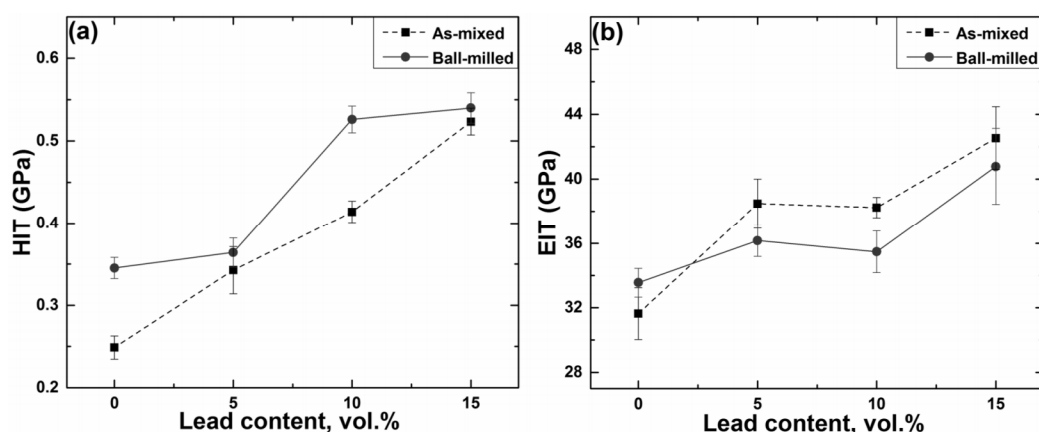 (a)
As-mixed
Ball-milled
0.6
0.5
0.4
0.3
0.2
HIT (GPa)
0 5 10 15
Lead content, vol.%
(b)
As-mixed
Ball-milled
48
44
40
36
32
28
EIT (GPa)
0 5 10 15
Lead content, vol.%